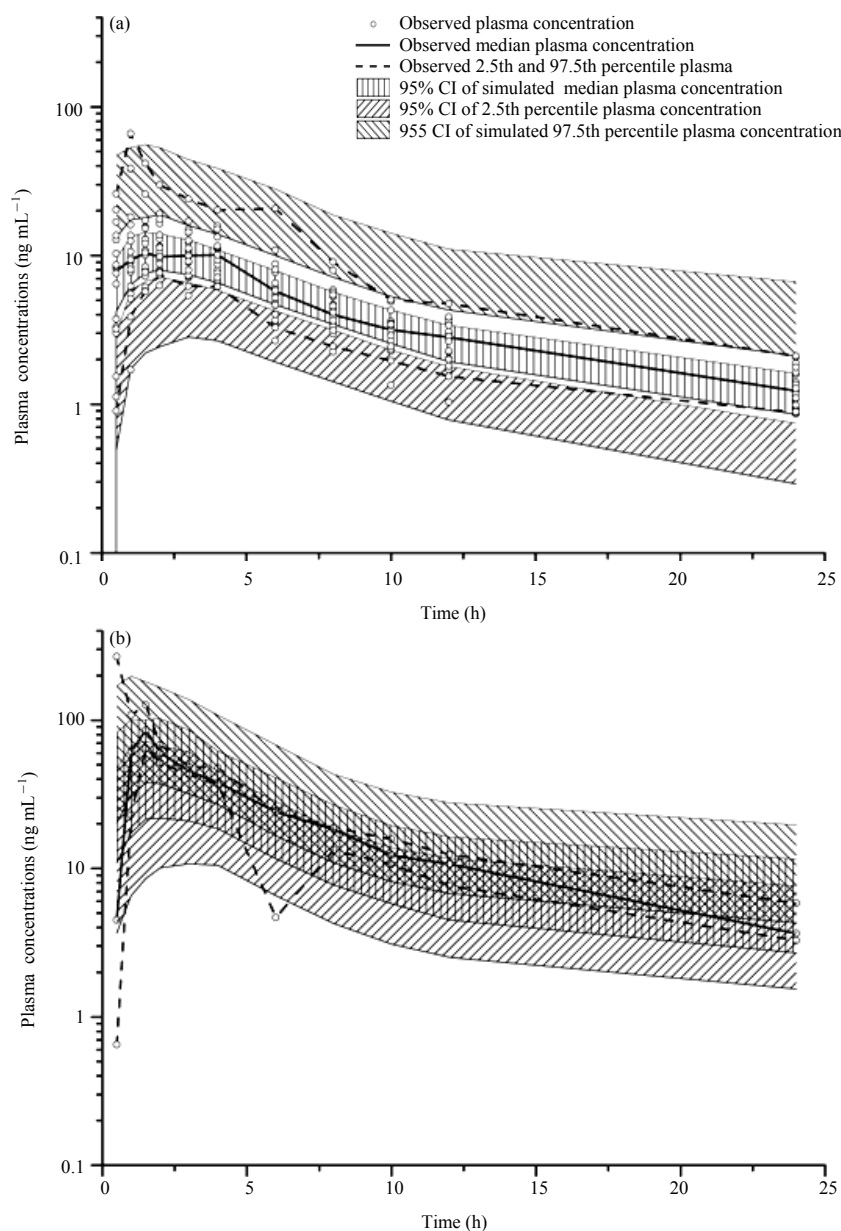 (a)
Observed plasma concentration
Observed median plasma concentration
Observed 2.5th and 97.5th percentile plasma
95% CI of simulated median plasma concentration
95% CI of 2.5th percentile plasma concentration
955 CI of simulated 97.5th percentile plasma concentration
100
10
1
0.1
Plasma concentrations (ng mL−1)
0 5 10 15 20 25
Time (h)
(b)
100
10
1
0.1
Plasma concentrations (ng mL−1)
0 5 10 15 20 25
Time (h)